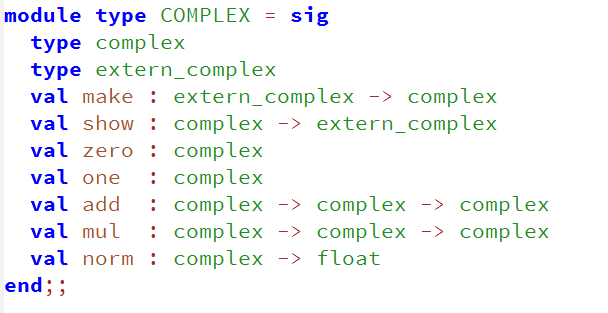 module type COMPLEX = sig
  type complex
  type extern_complex
  val make : extern_complex -> complex
  val show : complex -> extern_complex
  val zero : complex
  val one  : complex
  val add  : complex -> complex -> complex
  val mul  : complex -> complex -> complex
  val norm : complex -> float
end;;